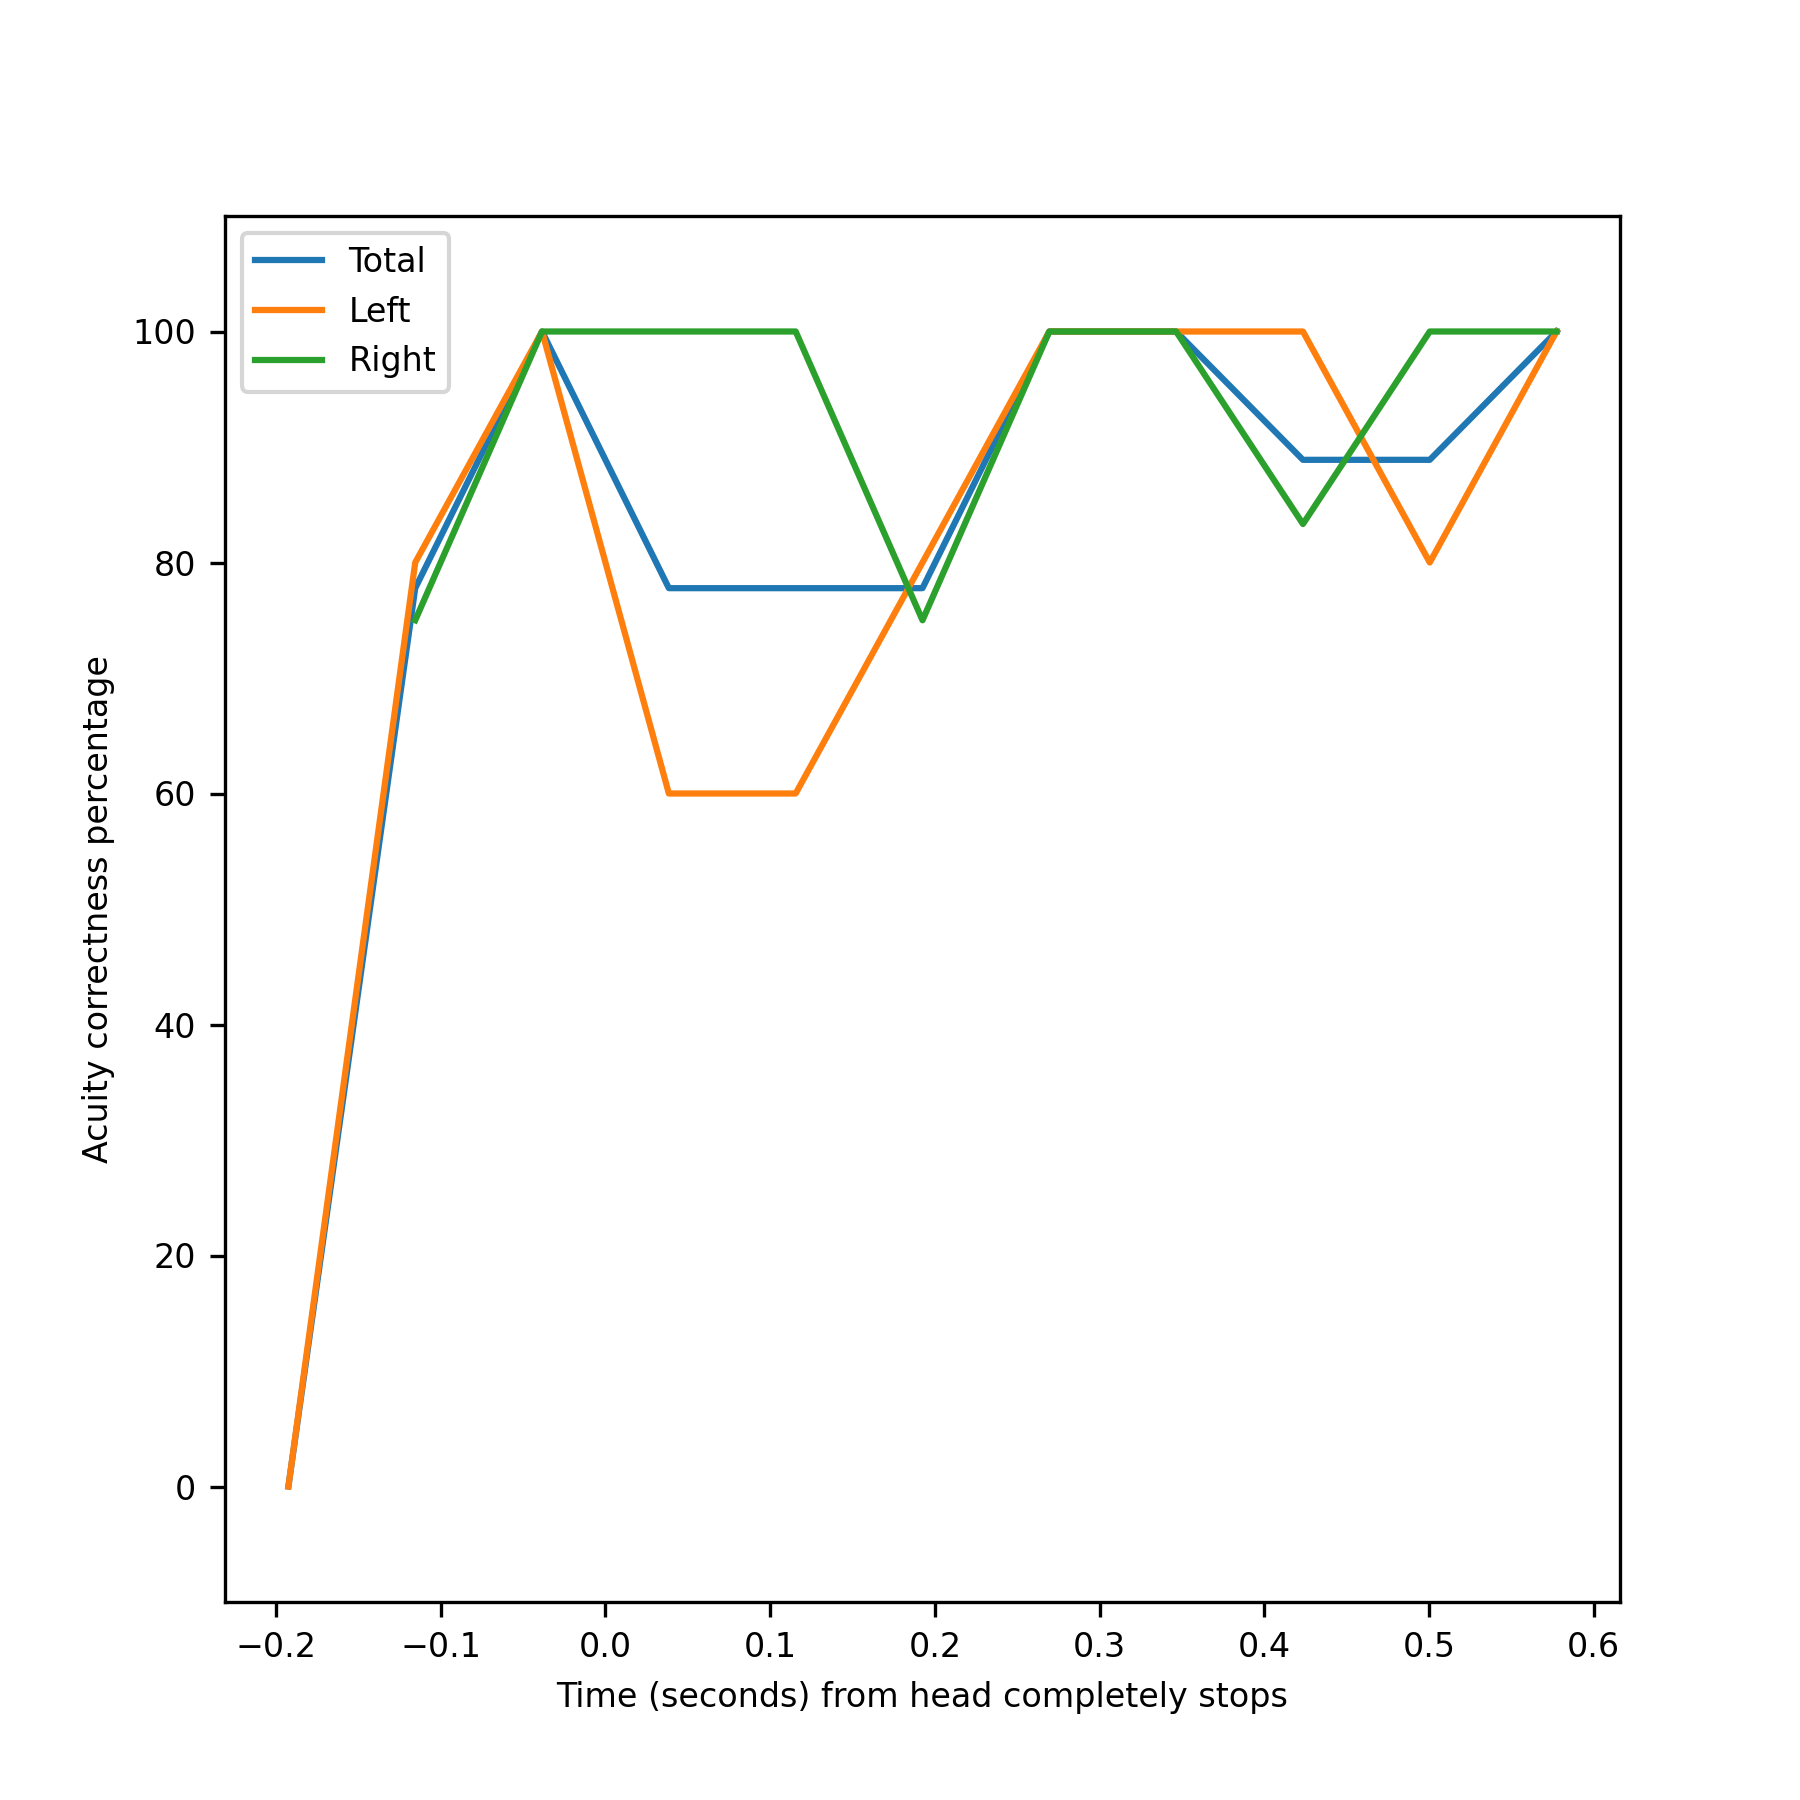 Total
Left
Right
100
80
60
40
20
0
Acuity correctness percentage
−0.2 −0.1 0.0 0.1 0.2 0.3 0.4 0.5 0.6
Time (seconds) from head completely stops